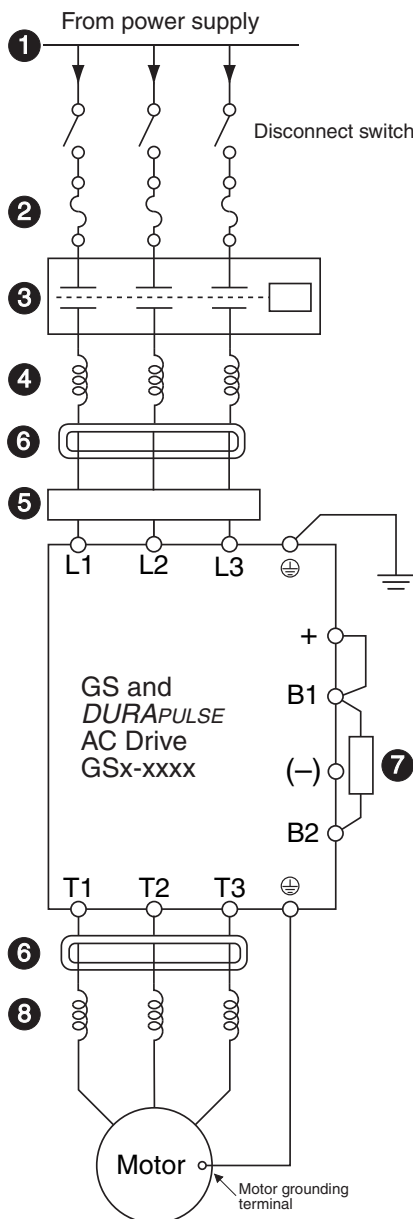 From power supply
1
Disconnect switch
2
3
4
6
5
L1 L2 L3
+
GS and
DURAPULSE
AC Drive
GSx-xxxx
B1
7
(–)
B2
T1 T2 T3
6
8
Motor
Motor grounding
terminal